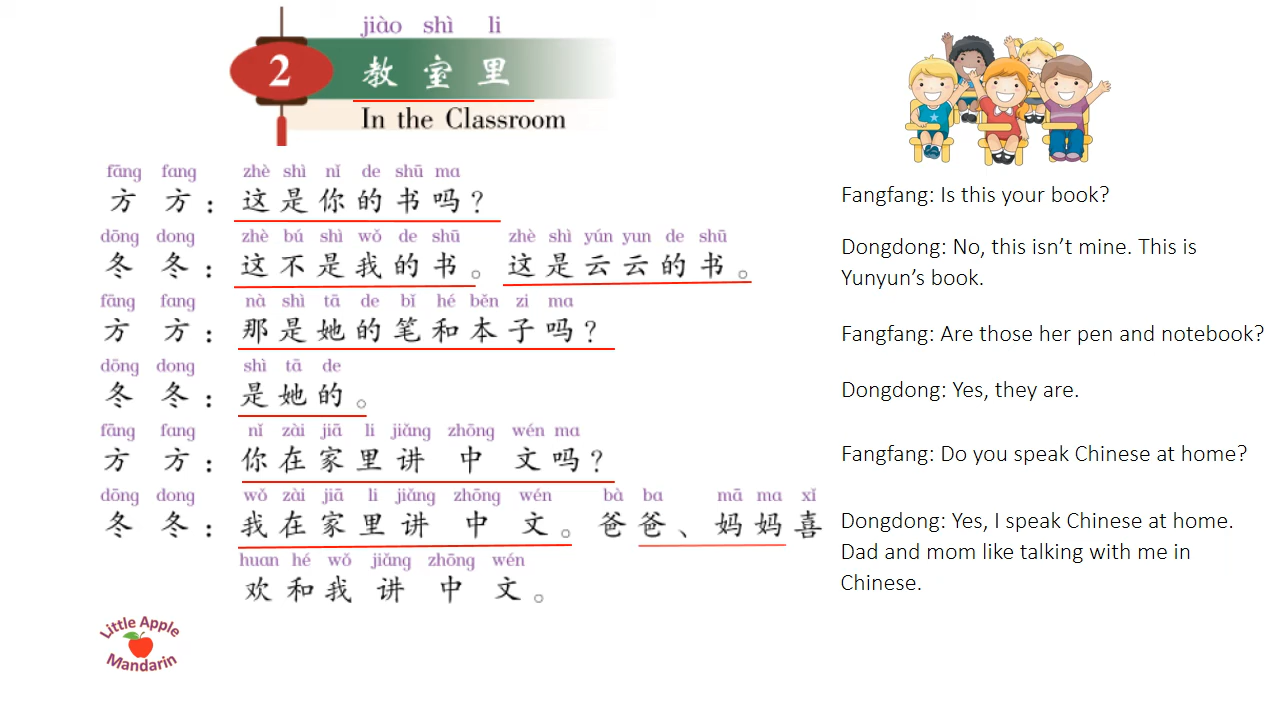 jiào shì li
2 教室里
In the Classroom
fāng fang zhè shì nǐ de shū ma
方方：这是你的书吗？
dōng dong zhè bú shì wǒ de shū zhè shì yún yun de shū
冬冬：这不是我的书。这是云云的书。
fāng fang nà shì tā de bǐ hé běn zi ma
方方：那是她的笔和本子吗？
dōng dong shì tā de
冬冬：是她的。
fāng fang nǐ zài jiā li jiǎng zhōng wén ma
方方：你在家里讲中文吗？
dōng dong wǒ zài jiā li jiǎng zhōng wén bà ba mā ma xǐ
冬冬：我在家里讲中文。爸爸、妈妈喜
huan hé wǒ jiǎng zhōng wén
欢和我讲中文。
Fangfang: Is this your book?
Dongdong: No, this isn’t mine. This is
Yunyun’s book.
Fangfang: Are those her pen and notebook?
Dongdong: Yes, they are.
Fangfang: Do you speak Chinese at home?
Dongdong: Yes, I speak Chinese at home.
Dad and mom like talking with me in
Chinese.
Little Apple
Mandarin